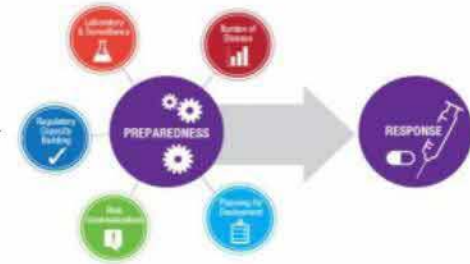 Laboratory
& Surveillance
Burden of
Disease
Regulatory
Capacity
Building
PREPAREDNESS
RESPONSE
Risk
Communications
Planning for
Deployment